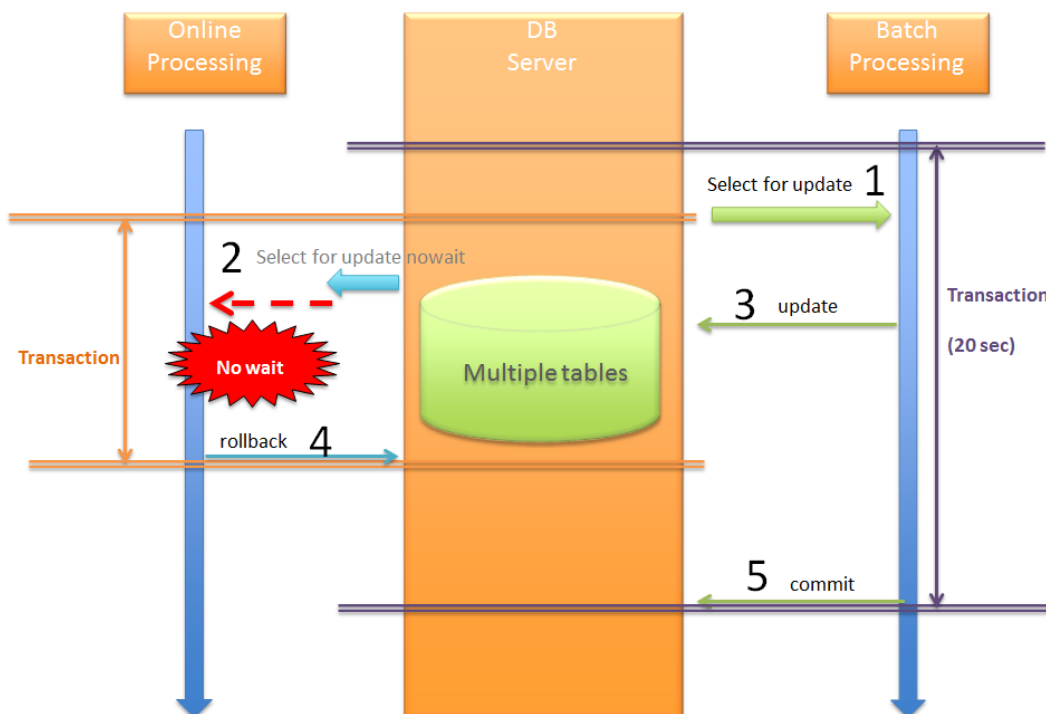 Online
Processing
DB
Server
Batch
Processing
Select for update 1
2 Select for update nowait
3 update
Transaction
(20 sec)
Transaction
No wait
Multiple tables
rollback 4
5 commit